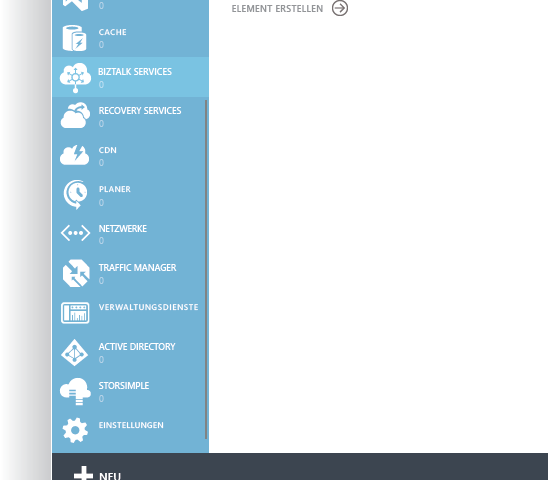 0
ELEMENT ERSTELLEN
CACHE
0
BIZTALK SERVICES
0
RECOVERY SERVICES
0
CDN
0
PLANER
0
NETZWERKE
0
TRAFFIC MANAGER
0
VERWALTUNGSDIENSTE
ACTIVE DIRECTORY
0
STORSIMPLE
0
EINSTELLUNGEN
NEU